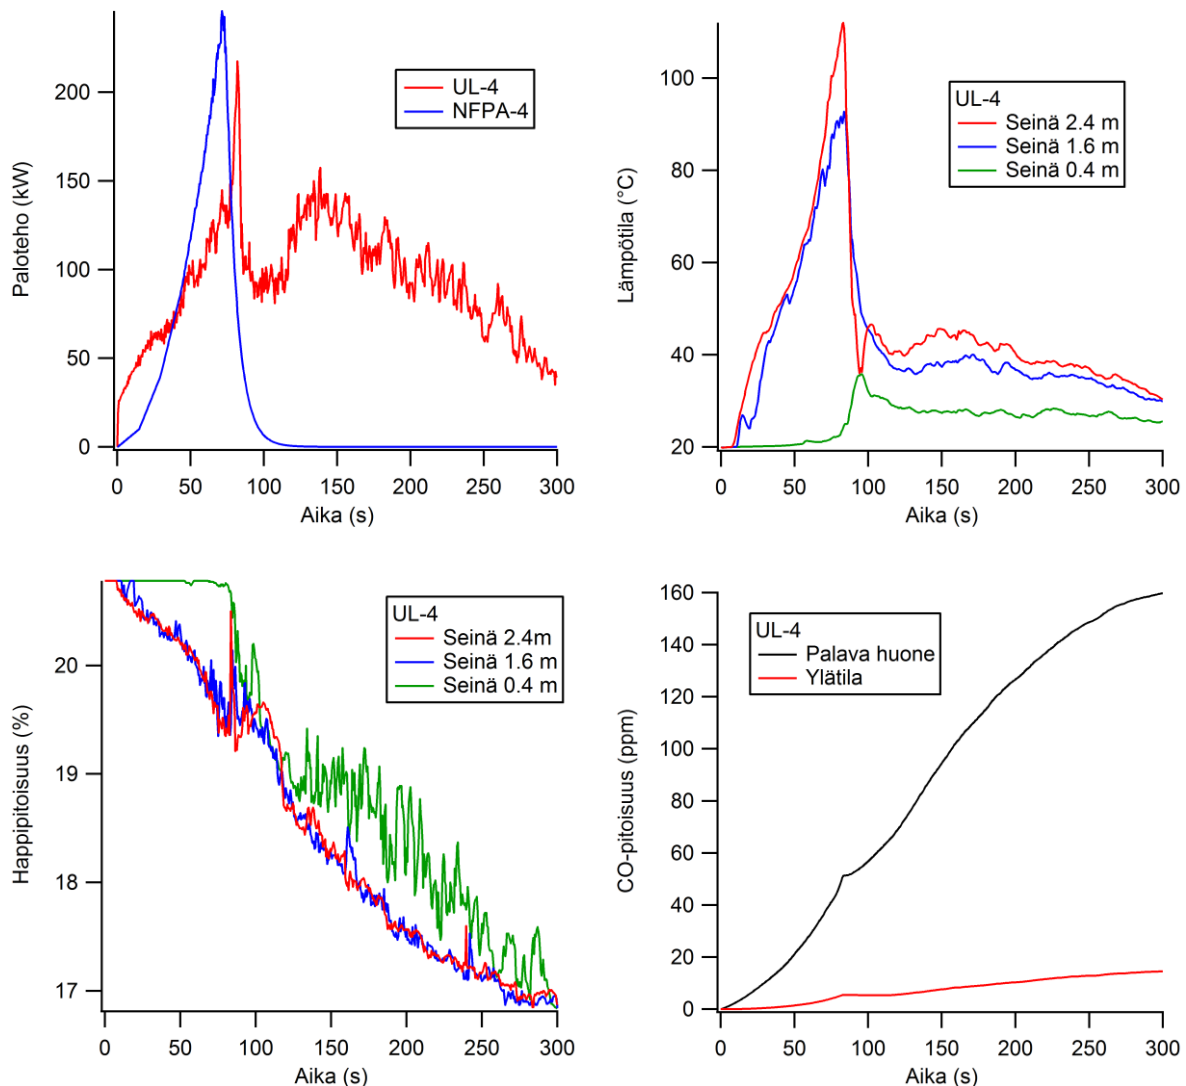 200
150
100
50
0
Paloteho (kW)
UL-4
NFPA-4
0 50 100 150 200 250 300
Aika (s)
100
80
60
40
20
Lämpötila (°C)
UL-4
Seinä 2.4 m
Seinä 1.6 m
Seinä 0.4 m
0 50 100 150 200 250 300
Aika (s)
20
19
18
17
Happipitoisuus (%)
UL-4
Seinä 2.4m
Seinä 1.6 m
Seinä 0.4 m
0 50 100 150 200 250 300
Aika (s)
160
140
120
100
80
60
40
20
0
CO-pitoisuus (ppm)
UL-4
Palava huone
Ylätila
0 50 100 150 200 250 300
Aika (s)